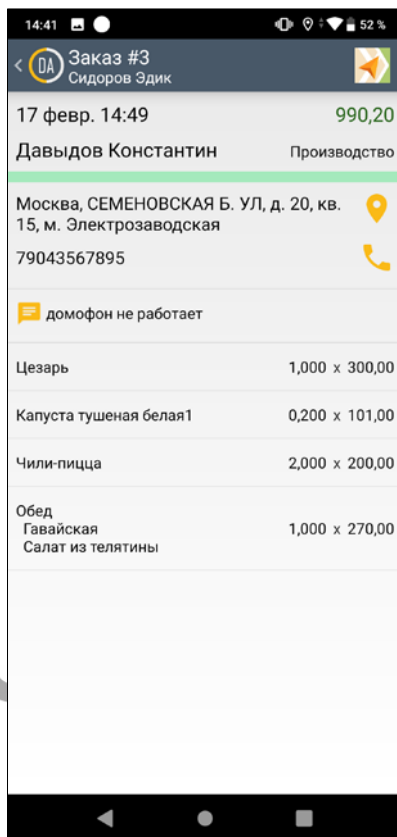 14:41 52 %
DA Заказ #3
Сидоров Эдик
17 февр. 14:49 990,20
Давыдов Константин Производство
Москва, СЕМЕНОВСКАЯ Б. УЛ, д. 20, кв.
15, м. Электрозаводская
79043567895
домофон не работает
Цезарь 1,000 x 300,00
Капуста тушеная белая1 0,200 x 101,00
Чили-пицца 2,000 x 200,00
Обед
Гавайская 1,000 x 270,00
Салат из телятины